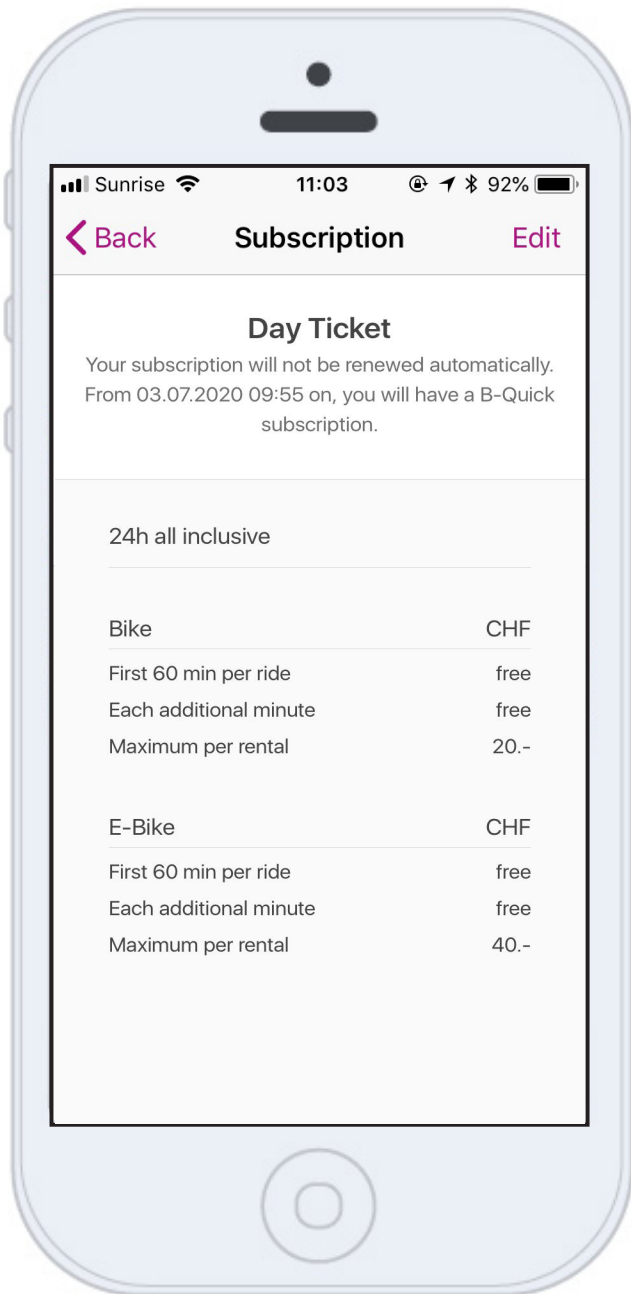 Sunrise 11:03 92%
Back Subscription Edit
Day Ticket
Your subscription will not be renewed automatically.
From 03.07.2020 09:55 on, you will have a B-Quick
subscription.
24h all inclusive
Bike CHF
First 60 min per ride free
Each additional minute free
Maximum per rental 20.-
E-Bike CHF
First 60 min per ride free
Each additional minute free
Maximum per rental 40.-